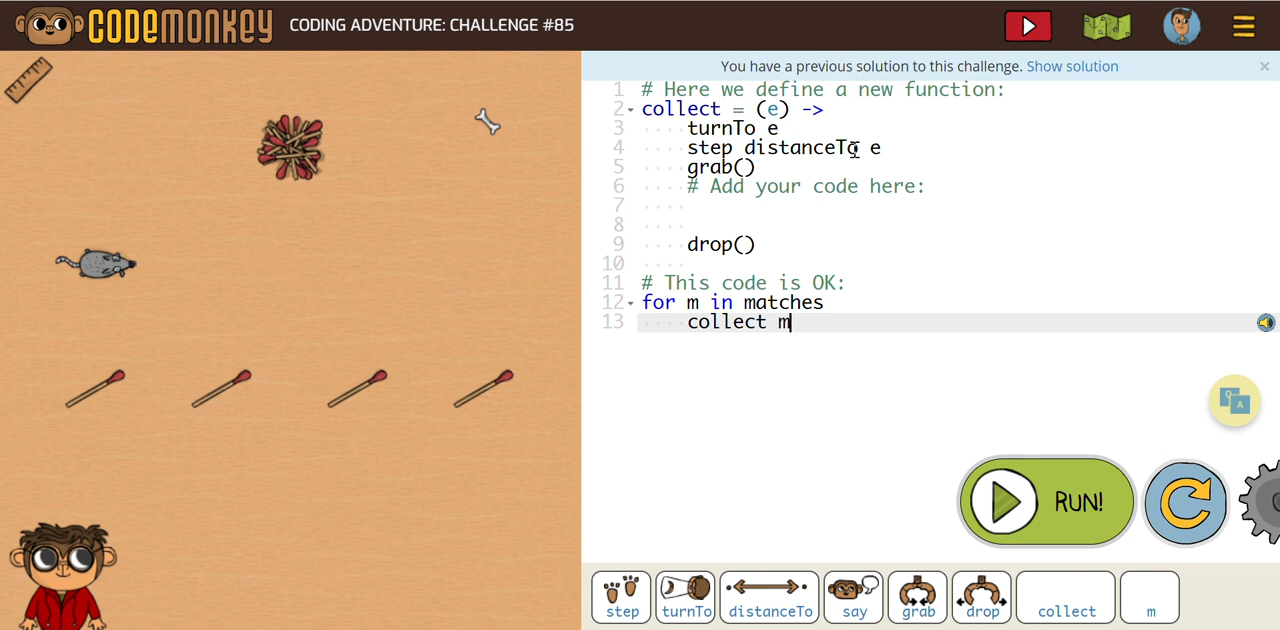 CODEMONKEY CODING ADVENTURE: CHALLENGE #85
You have a previous solution to this challenge. Show solution ×
1 # Here we define a new function:
2 collect = (e) ->
3 turnTo e
4 step distanceTo e
5 grab()
6 # Add your code here:
7
8
9 drop()
10
11 # This code is OK:
12 for m in matches
13 collect m
Q A
RUN!
step turnTo distanceTo say grab drop collect m